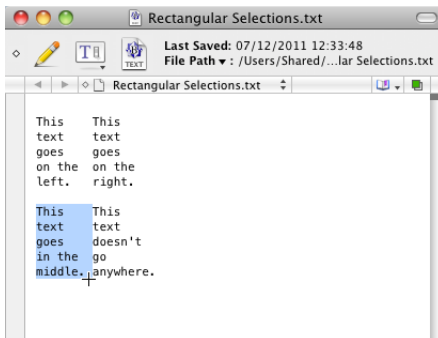 Rectangular Selections.txt
T
TEXT
Last Saved: 07/12/2011 12:33:48
File Path ▾ : /Users/Shared/...lar Selections.txt
Rectangular Selections.txt
This    This
text    text
goes    goes
on the  on the
left.   right.
This    This
text    text
goes    doesn't
in the  go
middle. anywhere.